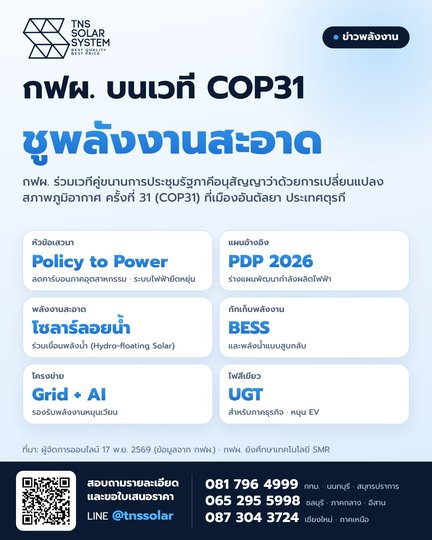 TNS
SOLAR
SYSTEM
BEST QUALITY
BEST PRICE
ข่าวพลังงาน
กฟผ. บนเวที COP31
ชูพลังงานสะอาด
กฟผ. ร่วมเวทีคู่ขนานการประชุมรัฐภาคีอนุสัญญาว่าด้วยการเปลี่ยนแปลง
สภาพภูมิอากาศ ครั้งที่ 31 (COP31) ที่เมืองอันตัลยา ประเทศตุรกี
หัวข้อเสวนา
Policy to Power
ลดคาร์บอนภาคอุตสาหกรรม · ระบบไฟฟ้ายืดหยุ่น
แผนอ้างอิง
PDP 2026
ร่างแผนพัฒนากำลังผลิตไฟฟ้า
พลังงานสะอาด
โซลาร์ลอยน้ำ
ร่วมเขื่อนพลังน้ำ (Hydro-floating Solar)
กักเก็บพลังงาน
BESS
และพลังน้ำแบบสูบกลับ
โครงข่าย
Grid + AI
รองรับพลังงานหมุนเวียน
ไฟสีเขียว
UGT
สำหรับภาคธุรกิจ · หนุน EV
ที่มา: ผู้จัดการออนไลน์ 17 พ.ย. 2569 (ข้อมูลจาก กฟผ.) · กฟผ. ยังศึกษาเทคโนโลยี SMR
สอบถามรายละเอียด
และขอใบเสนอราคา
LINE @tnssolar
081 796 4999 กทม. · นนทบุรี · สมุทรปราการ
065 295 5998 ชลบุรี · ภาคกลาง · อีสาน
087 304 3724 เชียงใหม่ · ภาคเหนือ